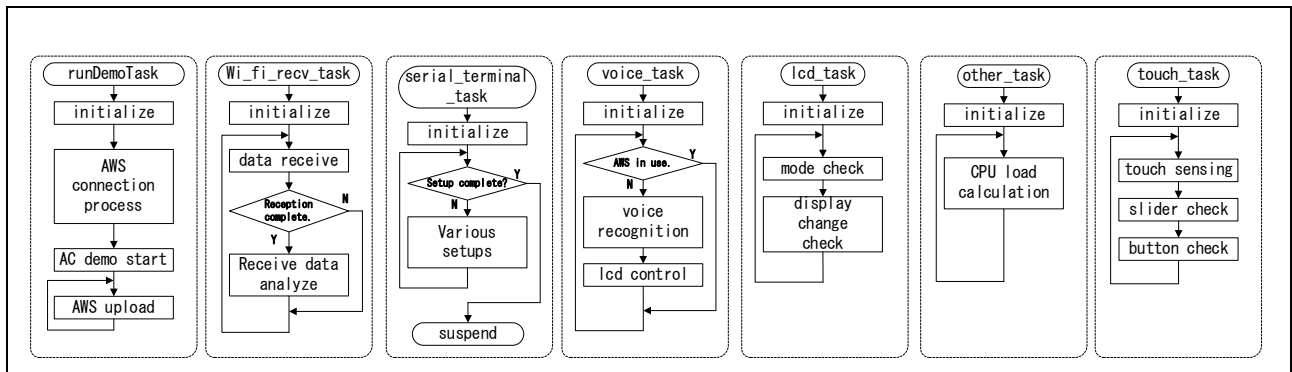 runDemoTask
initialize
AWS
connection
process
AC demo start
AWS upload
Wi_fi_recv_task
initialize
data receive
Reception
complete.
N
Y
Receive data
analyze
serial_terminal
_task
initialize
Setup complete?
Y
N
Various
setups
suspend
voice_task
initialize
AWS in use.
Y
N
voice
recognition
lcd control
lcd_task
initialize
mode check
display
change
check
other_task
initialize
CPU load
calculation
touch_task
initialize
touch sensing
slider check
button check